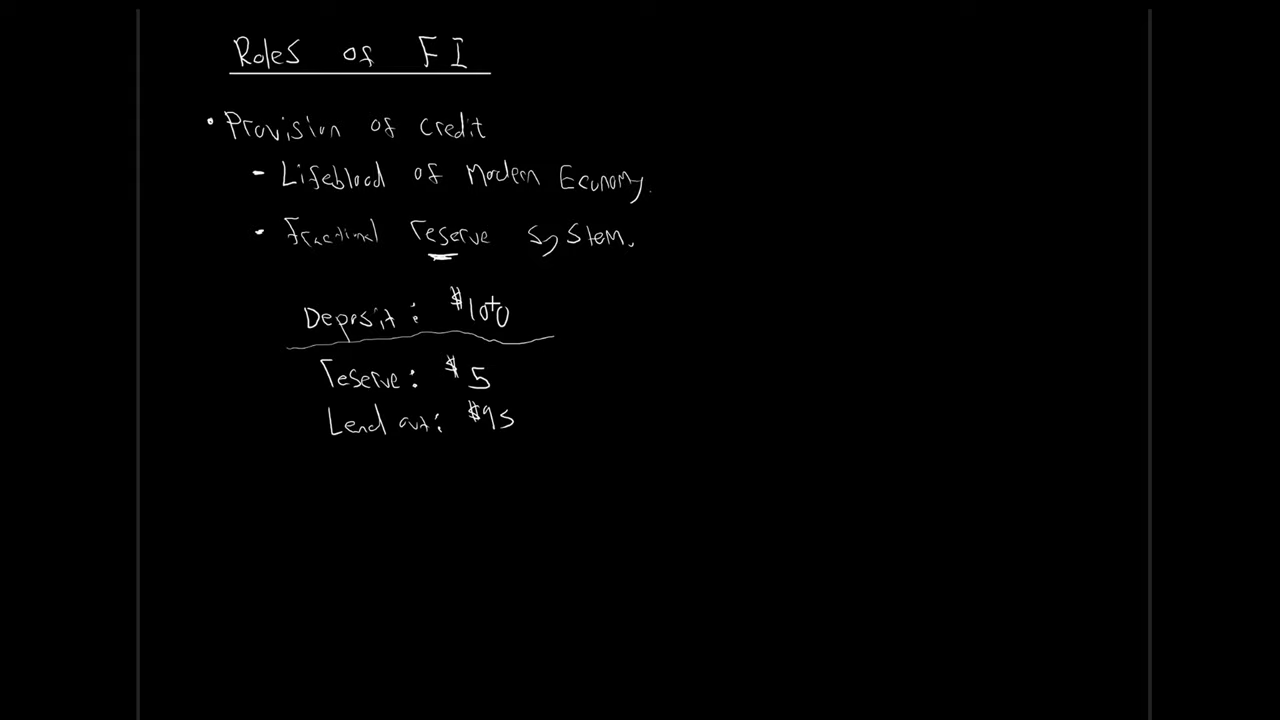 Roles of FI
• Provision of credit
- Lifeblood of Modern Economy.
- Fractional reserve system.
Deposit: $100
reserve: $5
Lend out: $95